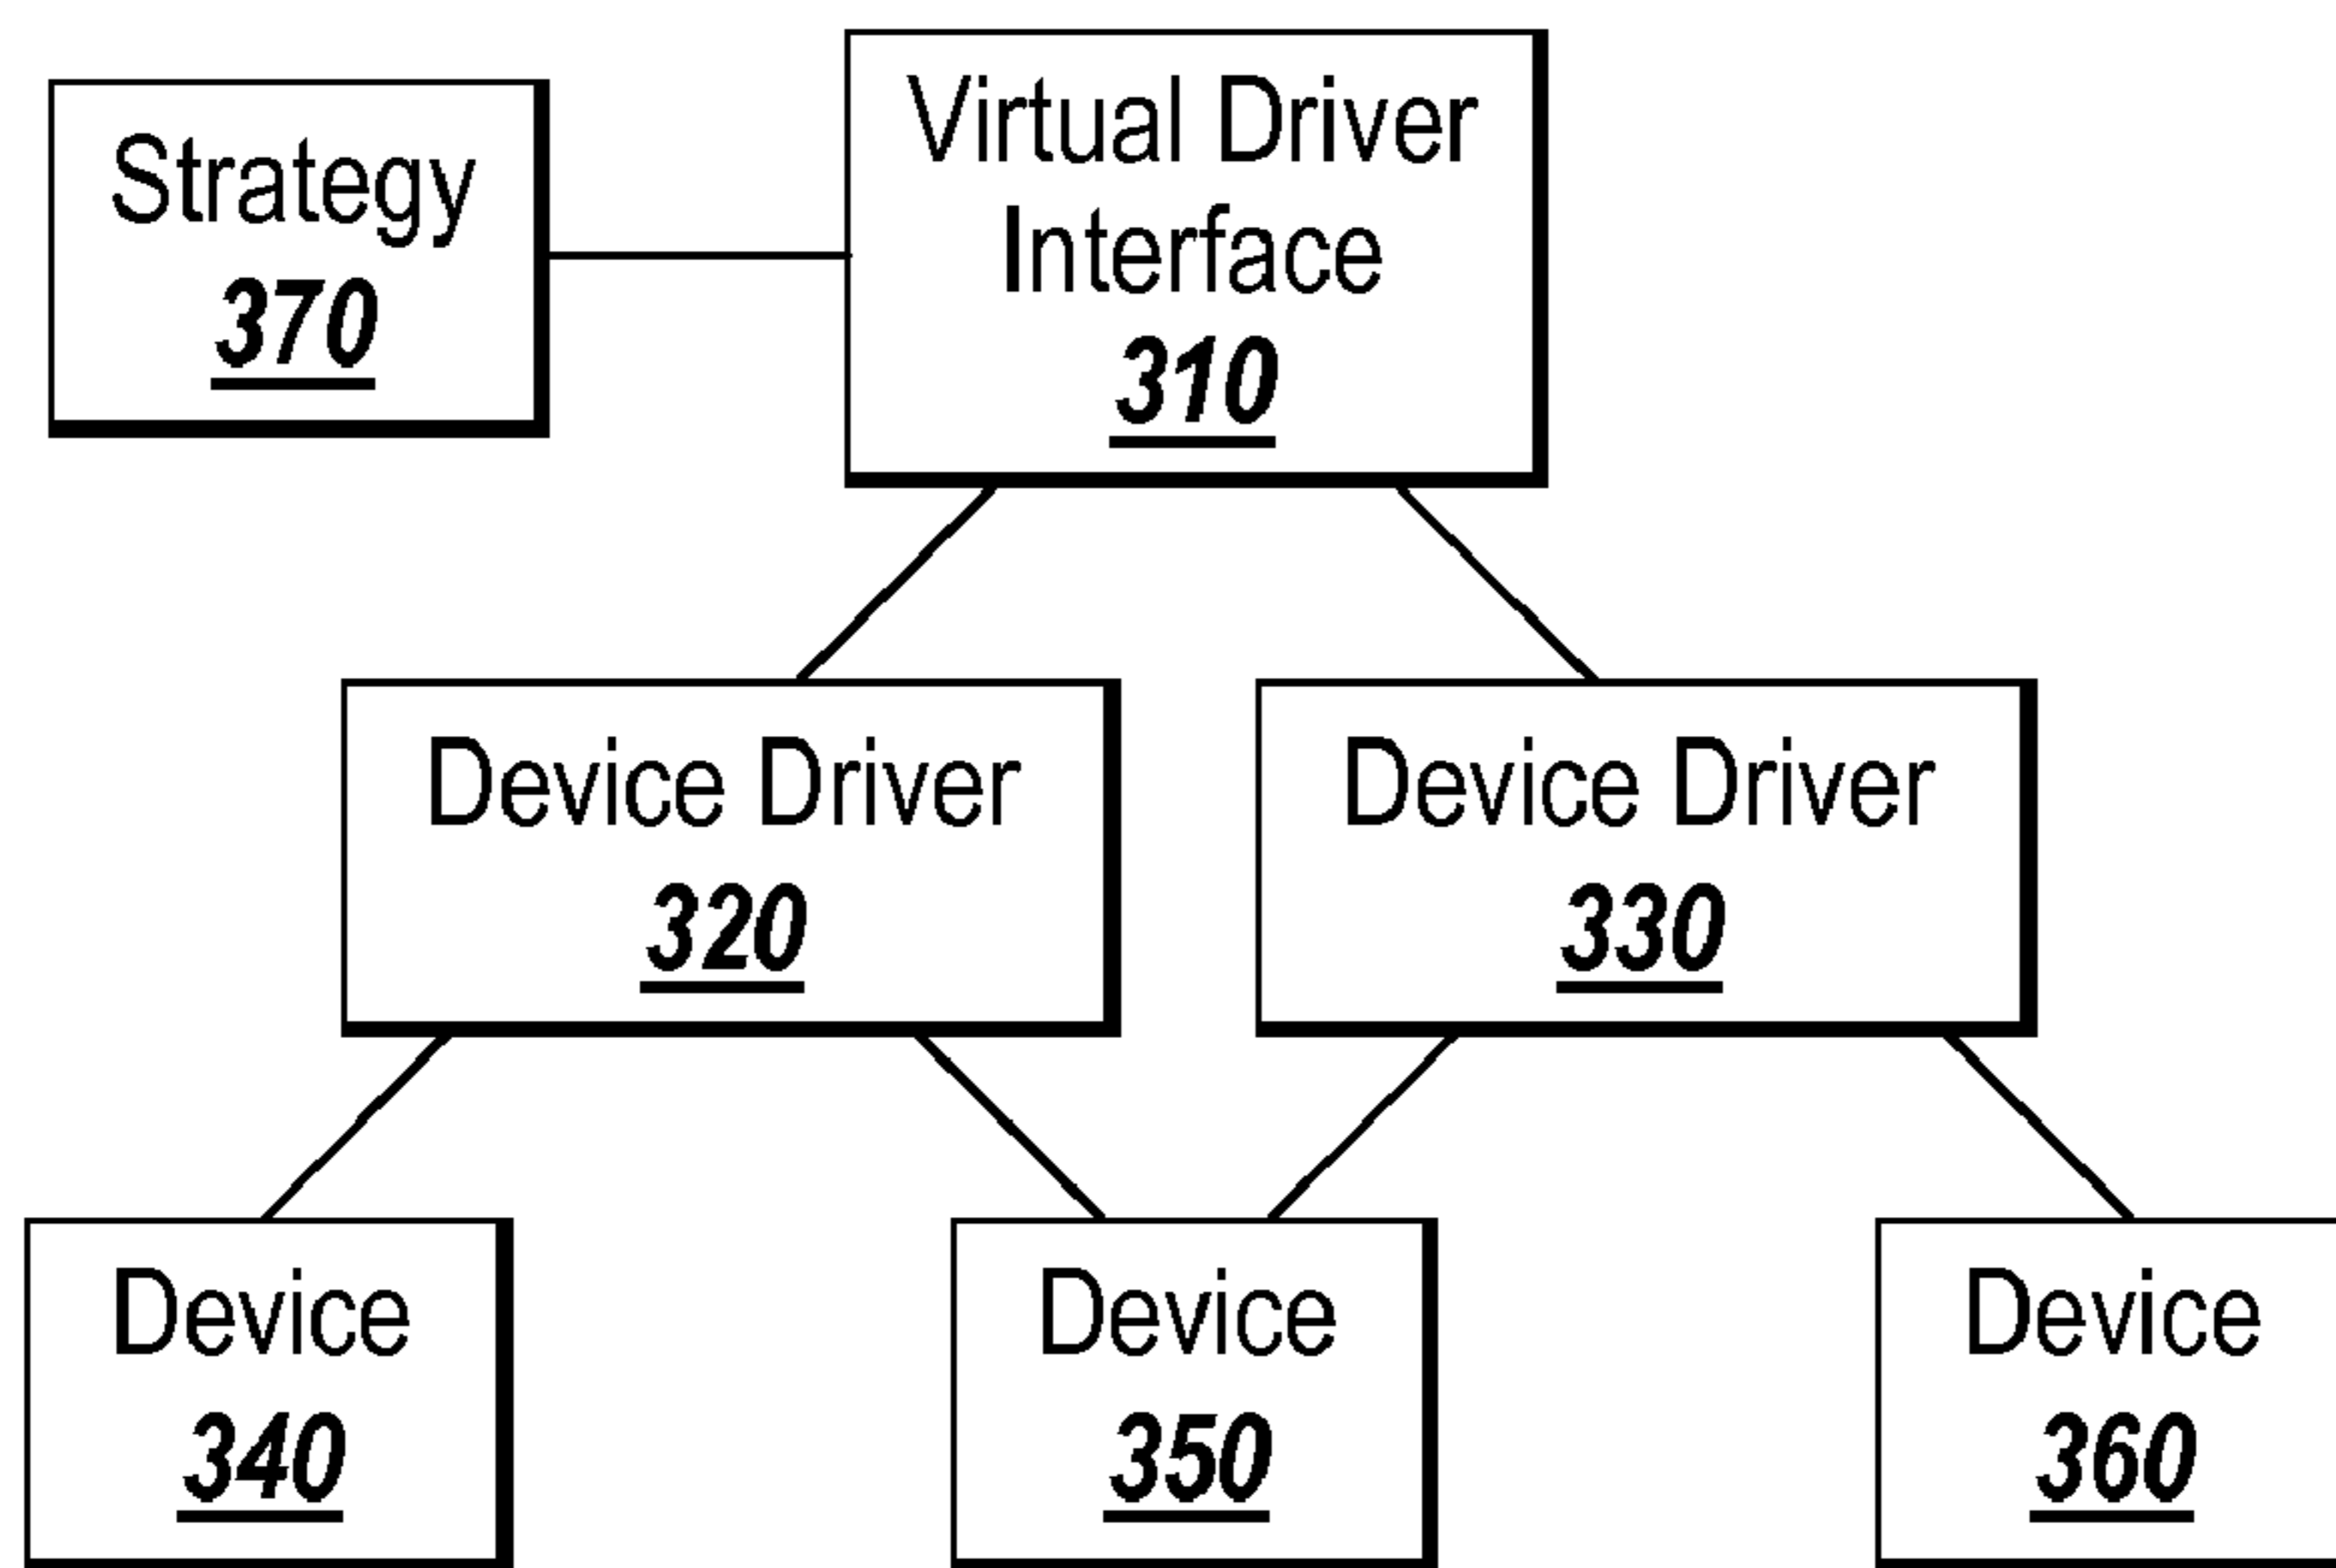 Strategy
370
Virtual Driver
Interface
310
Device Driver
320
Device Driver
330
Device
340
Device
350
Device
360